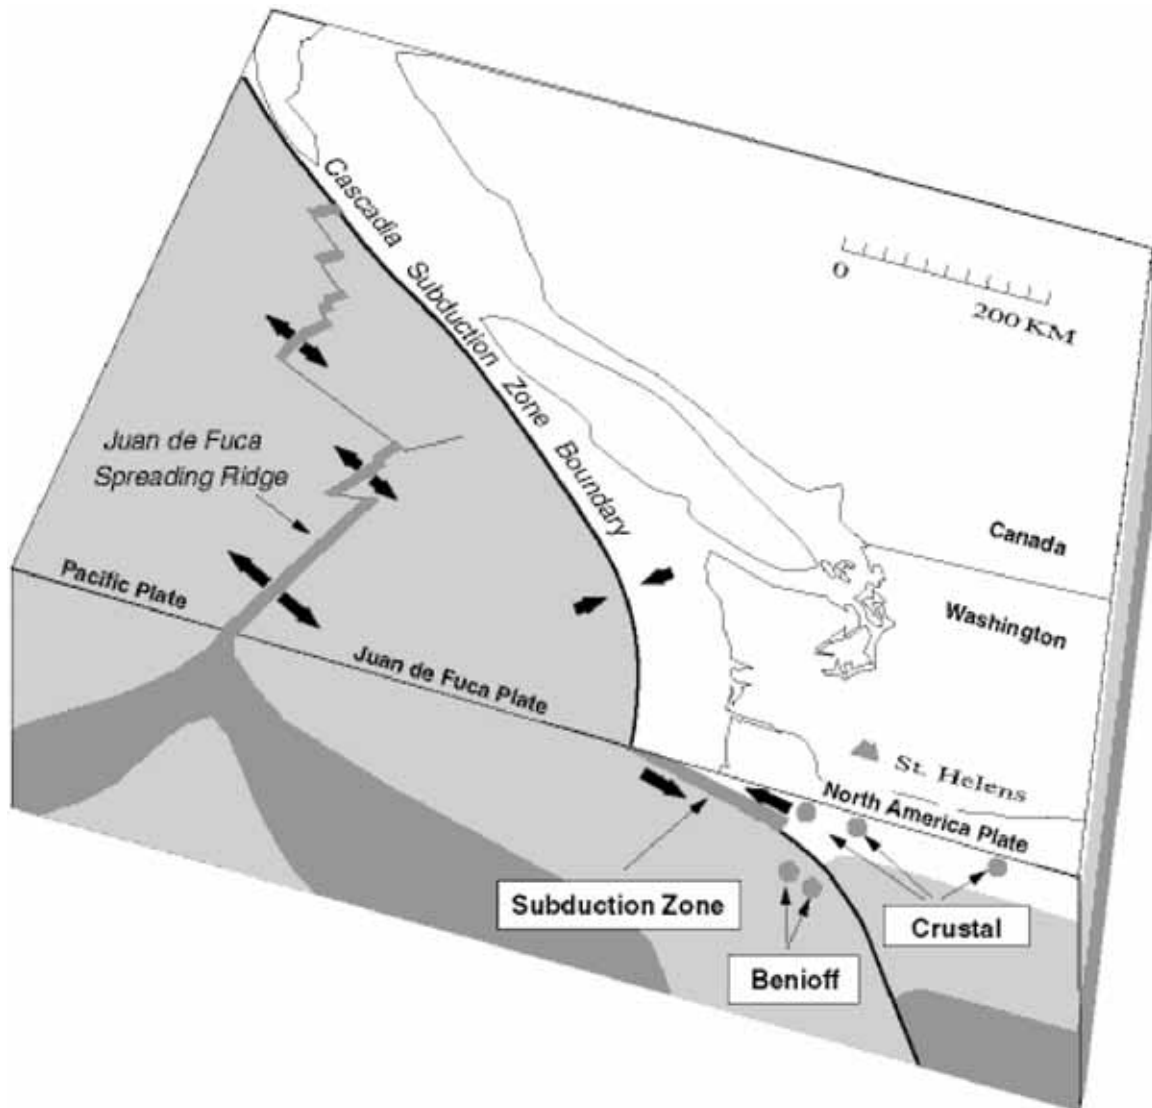 Cascadia Subduction Zone Boundary
0
200 KM
Juan de Fuca
Spreading Ridge
Canada
Washington
Pacific Plate
Juan de Fuca Plate
St. Helens
North America Plate
Subduction Zone
Crustal
Benioff